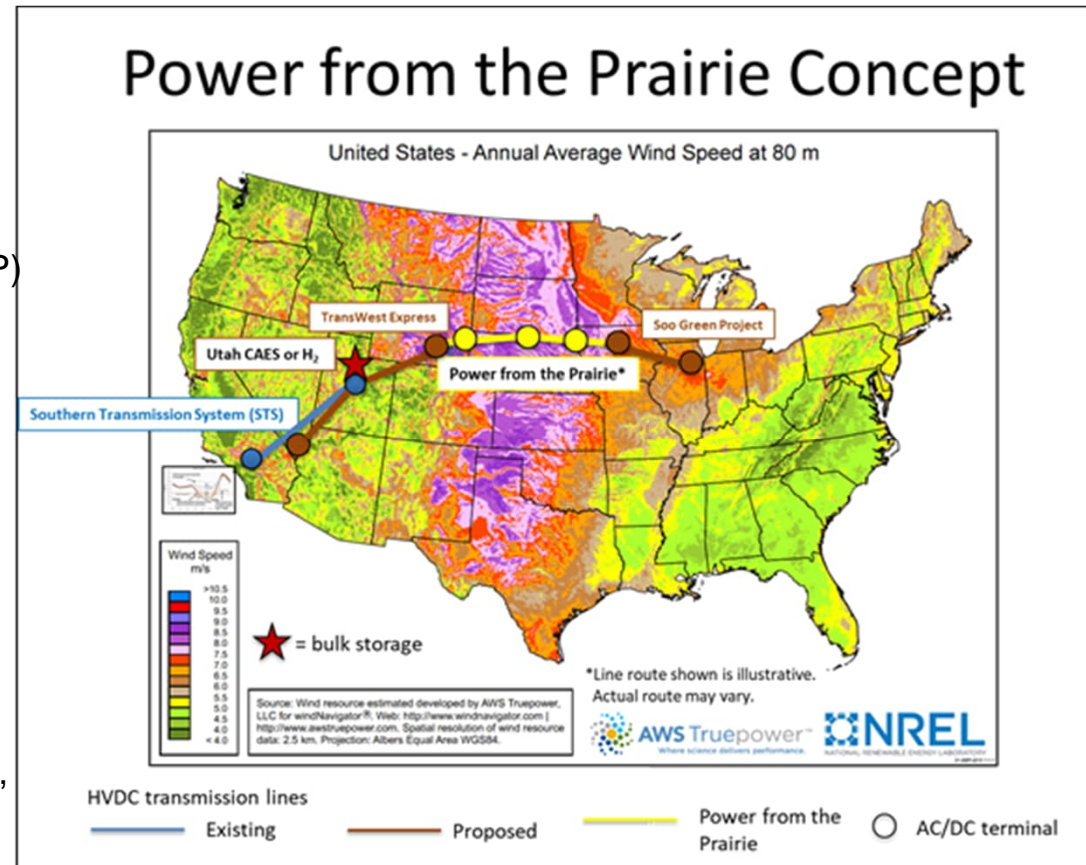 Power from the Prairie Concept
United States - Annual Average Wind Speed at 80 m
P)
TransWest Express
Soo Green Project
Utah CAES or H₂
Power from the Prairie*
Southern Transmission System (STS)
Wind Speed
m/s
>10.5
10.0
9.5
9.0
8.5
8.0
7.5
7.0
6.5
6.0
5.5
5.0
4.5
4.0
< 4.0
= bulk storage
*Line route shown is illustrative.
Actual route may vary.
Source: Wind resource estimated developed by AWS Truepower,
LLC for windNavigator®. Web: http://www.windnavigator.com |
http://www.awstruepower.com. Spatial resolution of wind resource
data: 2.5 km. Projection: Albers Equal Area WGS84.
AWS Truepower™
Where science delivers performance.
NREL
NATIONAL RENEWABLE ENERGY LABORATORY
,
HVDC transmission lines
Existing
Proposed
Power from the
Prairie
AC/DC terminal